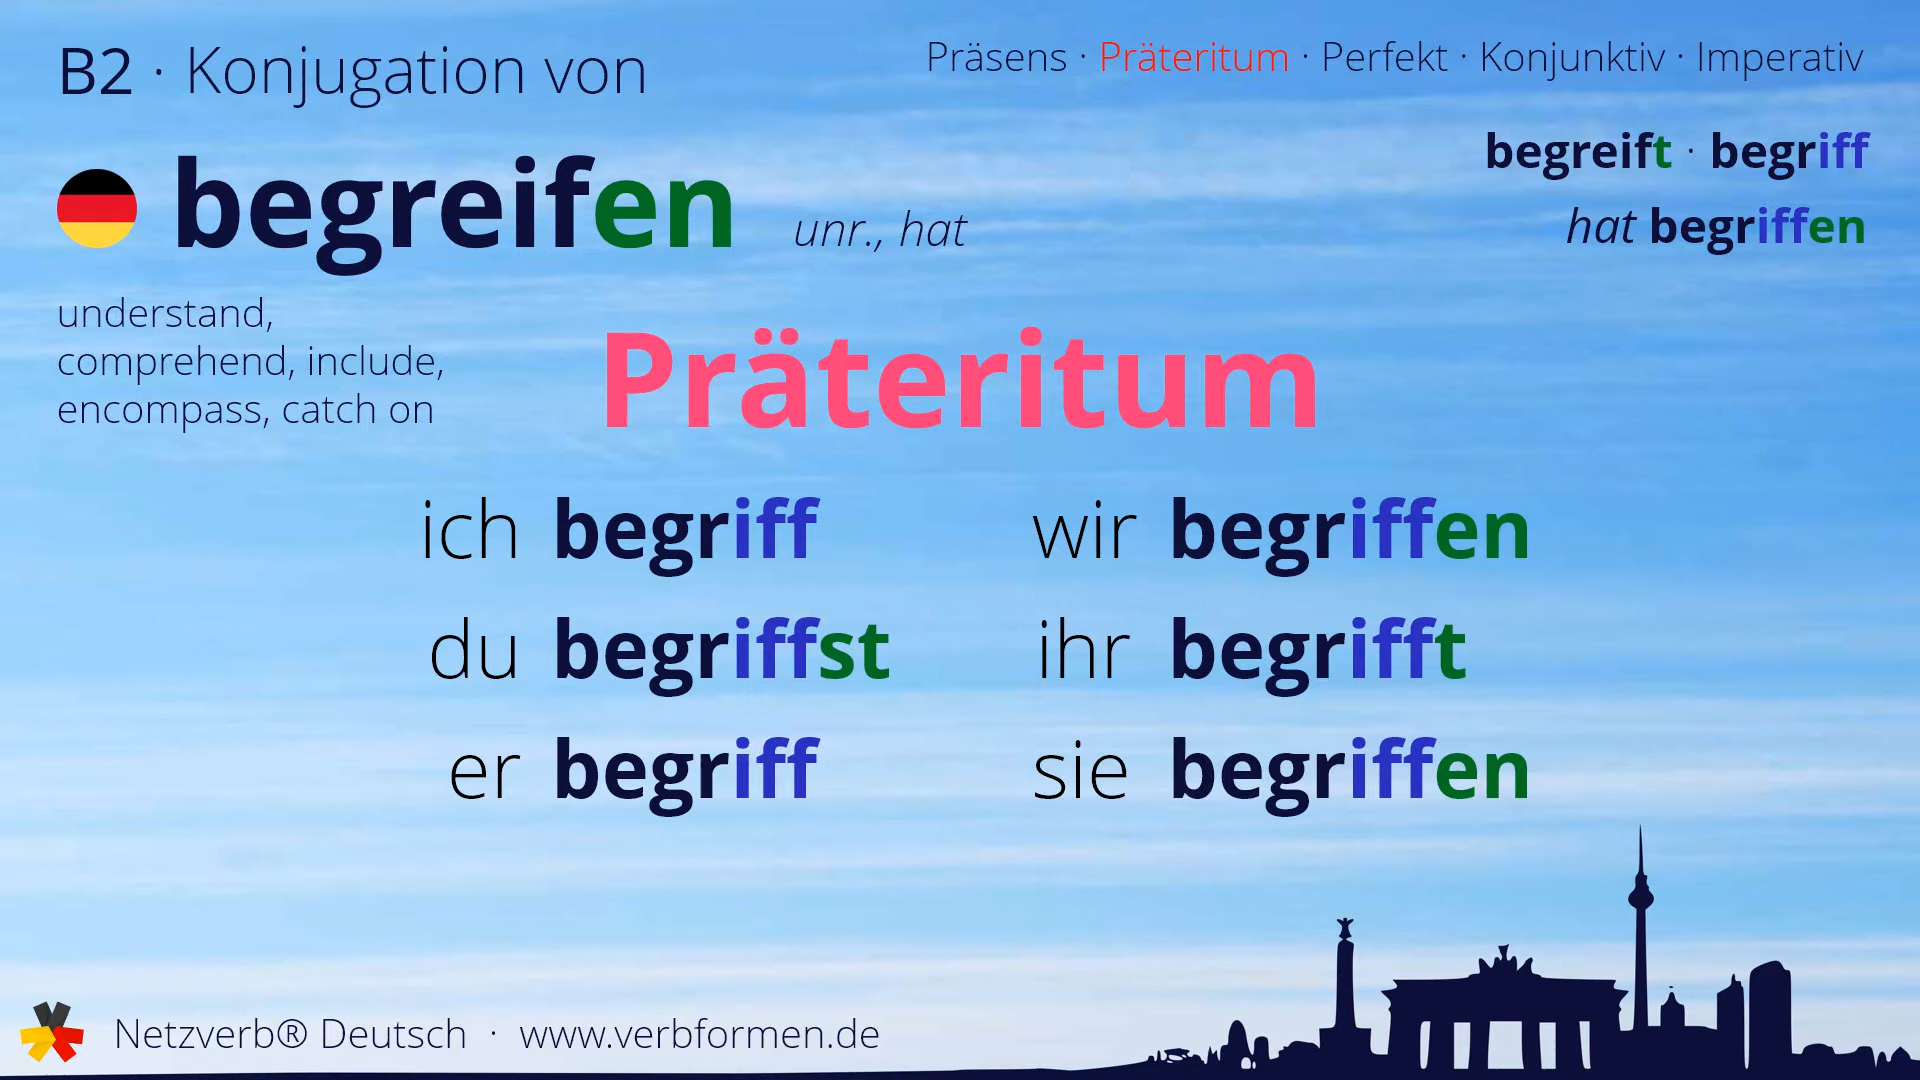 B2 · Konjugation von
Präsens · Präteritum · Perfekt · Konjunktiv · Imperativ
begreifen unr., hat
begreift · begriff
hat begriffen
understand,
comprehend, include,
encompass, catch on
Präteritum
ich begriff
du begriffst
er begriff
wir begriffen
ihr begrifft
sie begriffen
Netzverb® Deutsch · www.verbformen.de